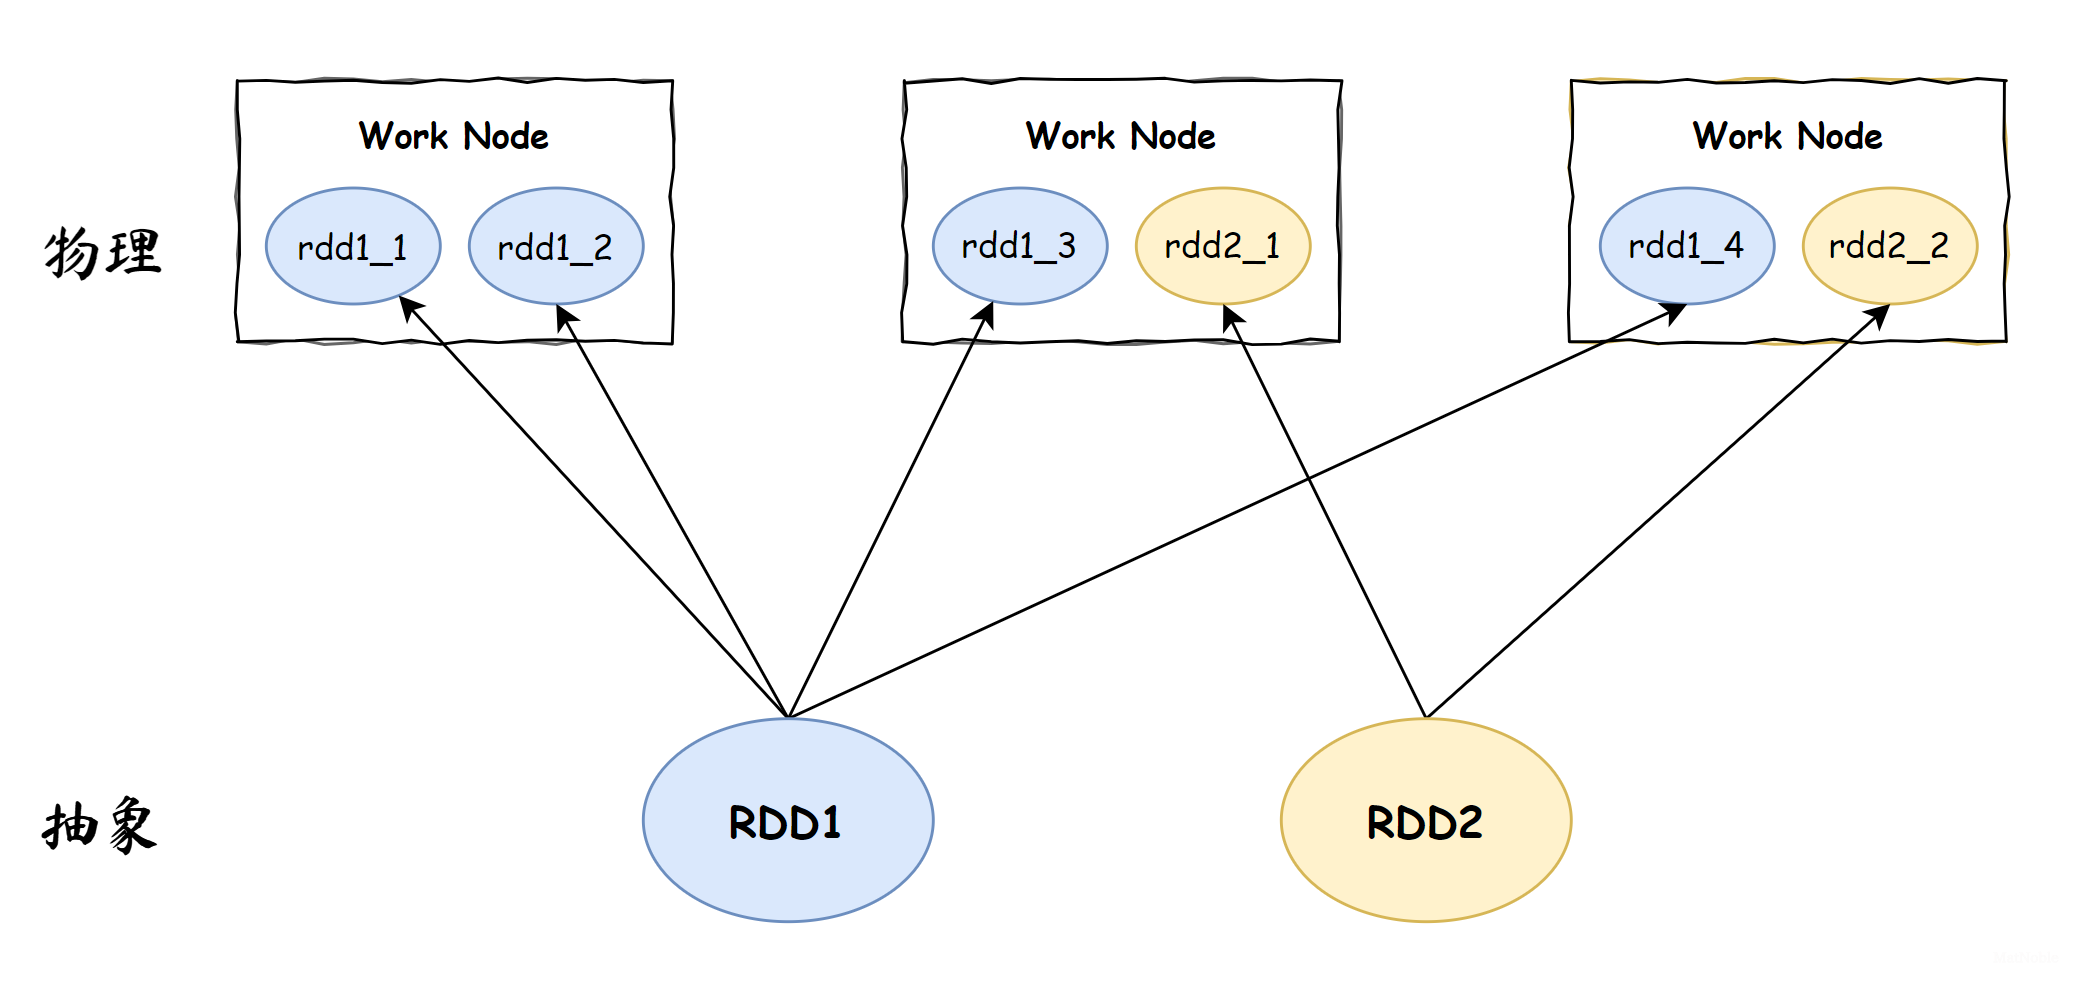 Work Node
Work Node
Work Node
物理
rdd1_1
rdd1_2
rdd1_3
rdd2_1
rdd1_4
rdd2_2
抽象
RDD1
RDD2